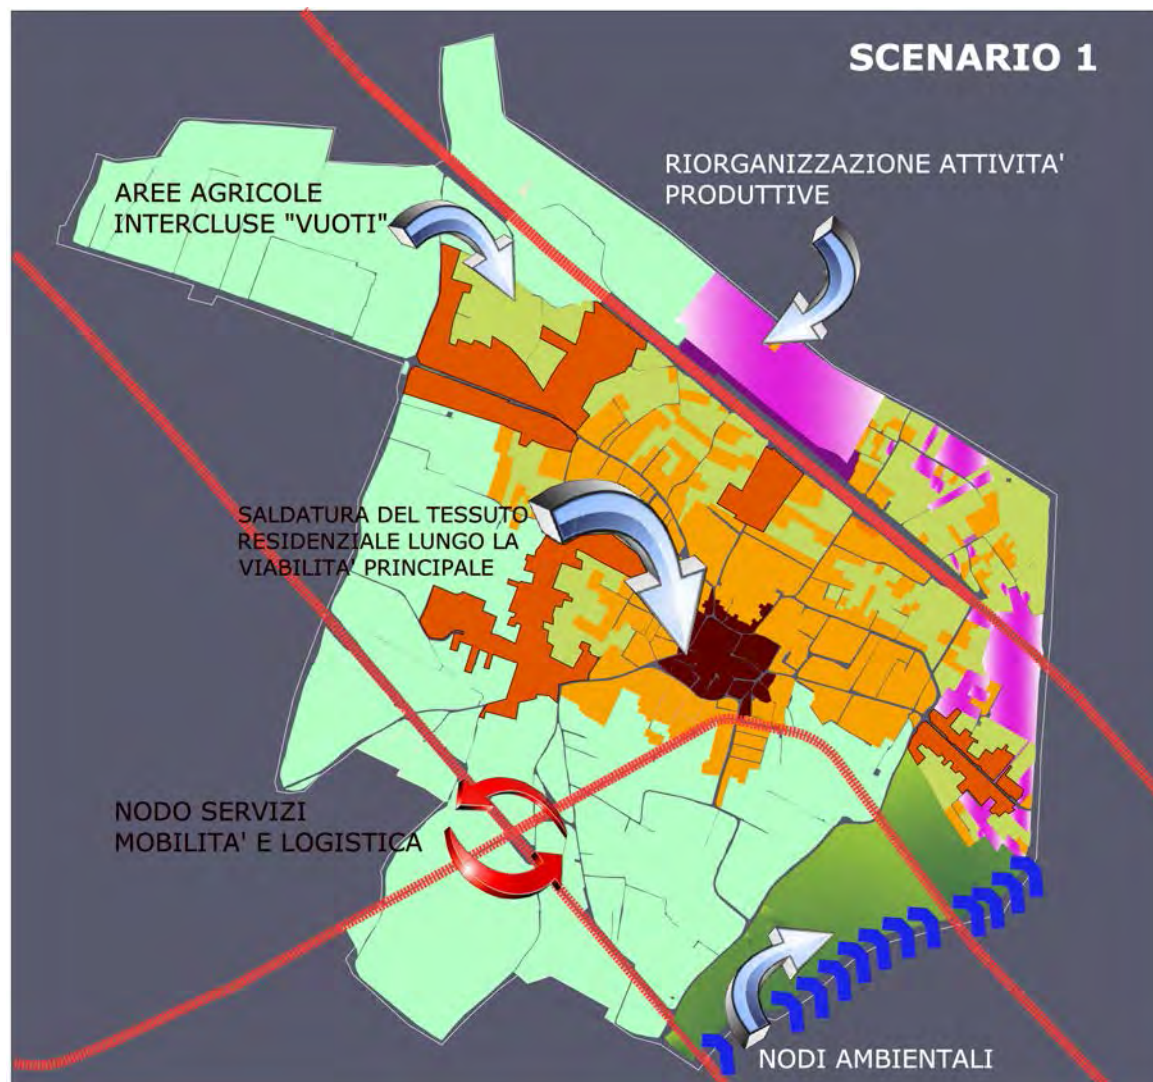 SCENARIO 1
RIORGANIZZAZIONE ATTIVITA'
PRODUTTIVE
AREE AGRICOLE
INTERCLUSE "VUOTI"
SALDATURA DEL TESSUTO
RESIDENZIALE LUNGO LA
VIABILITA' PRINCIPALE
NODO SERVIZI
MOBILITA' E LOGISTICA
NODI AMBIENTALI